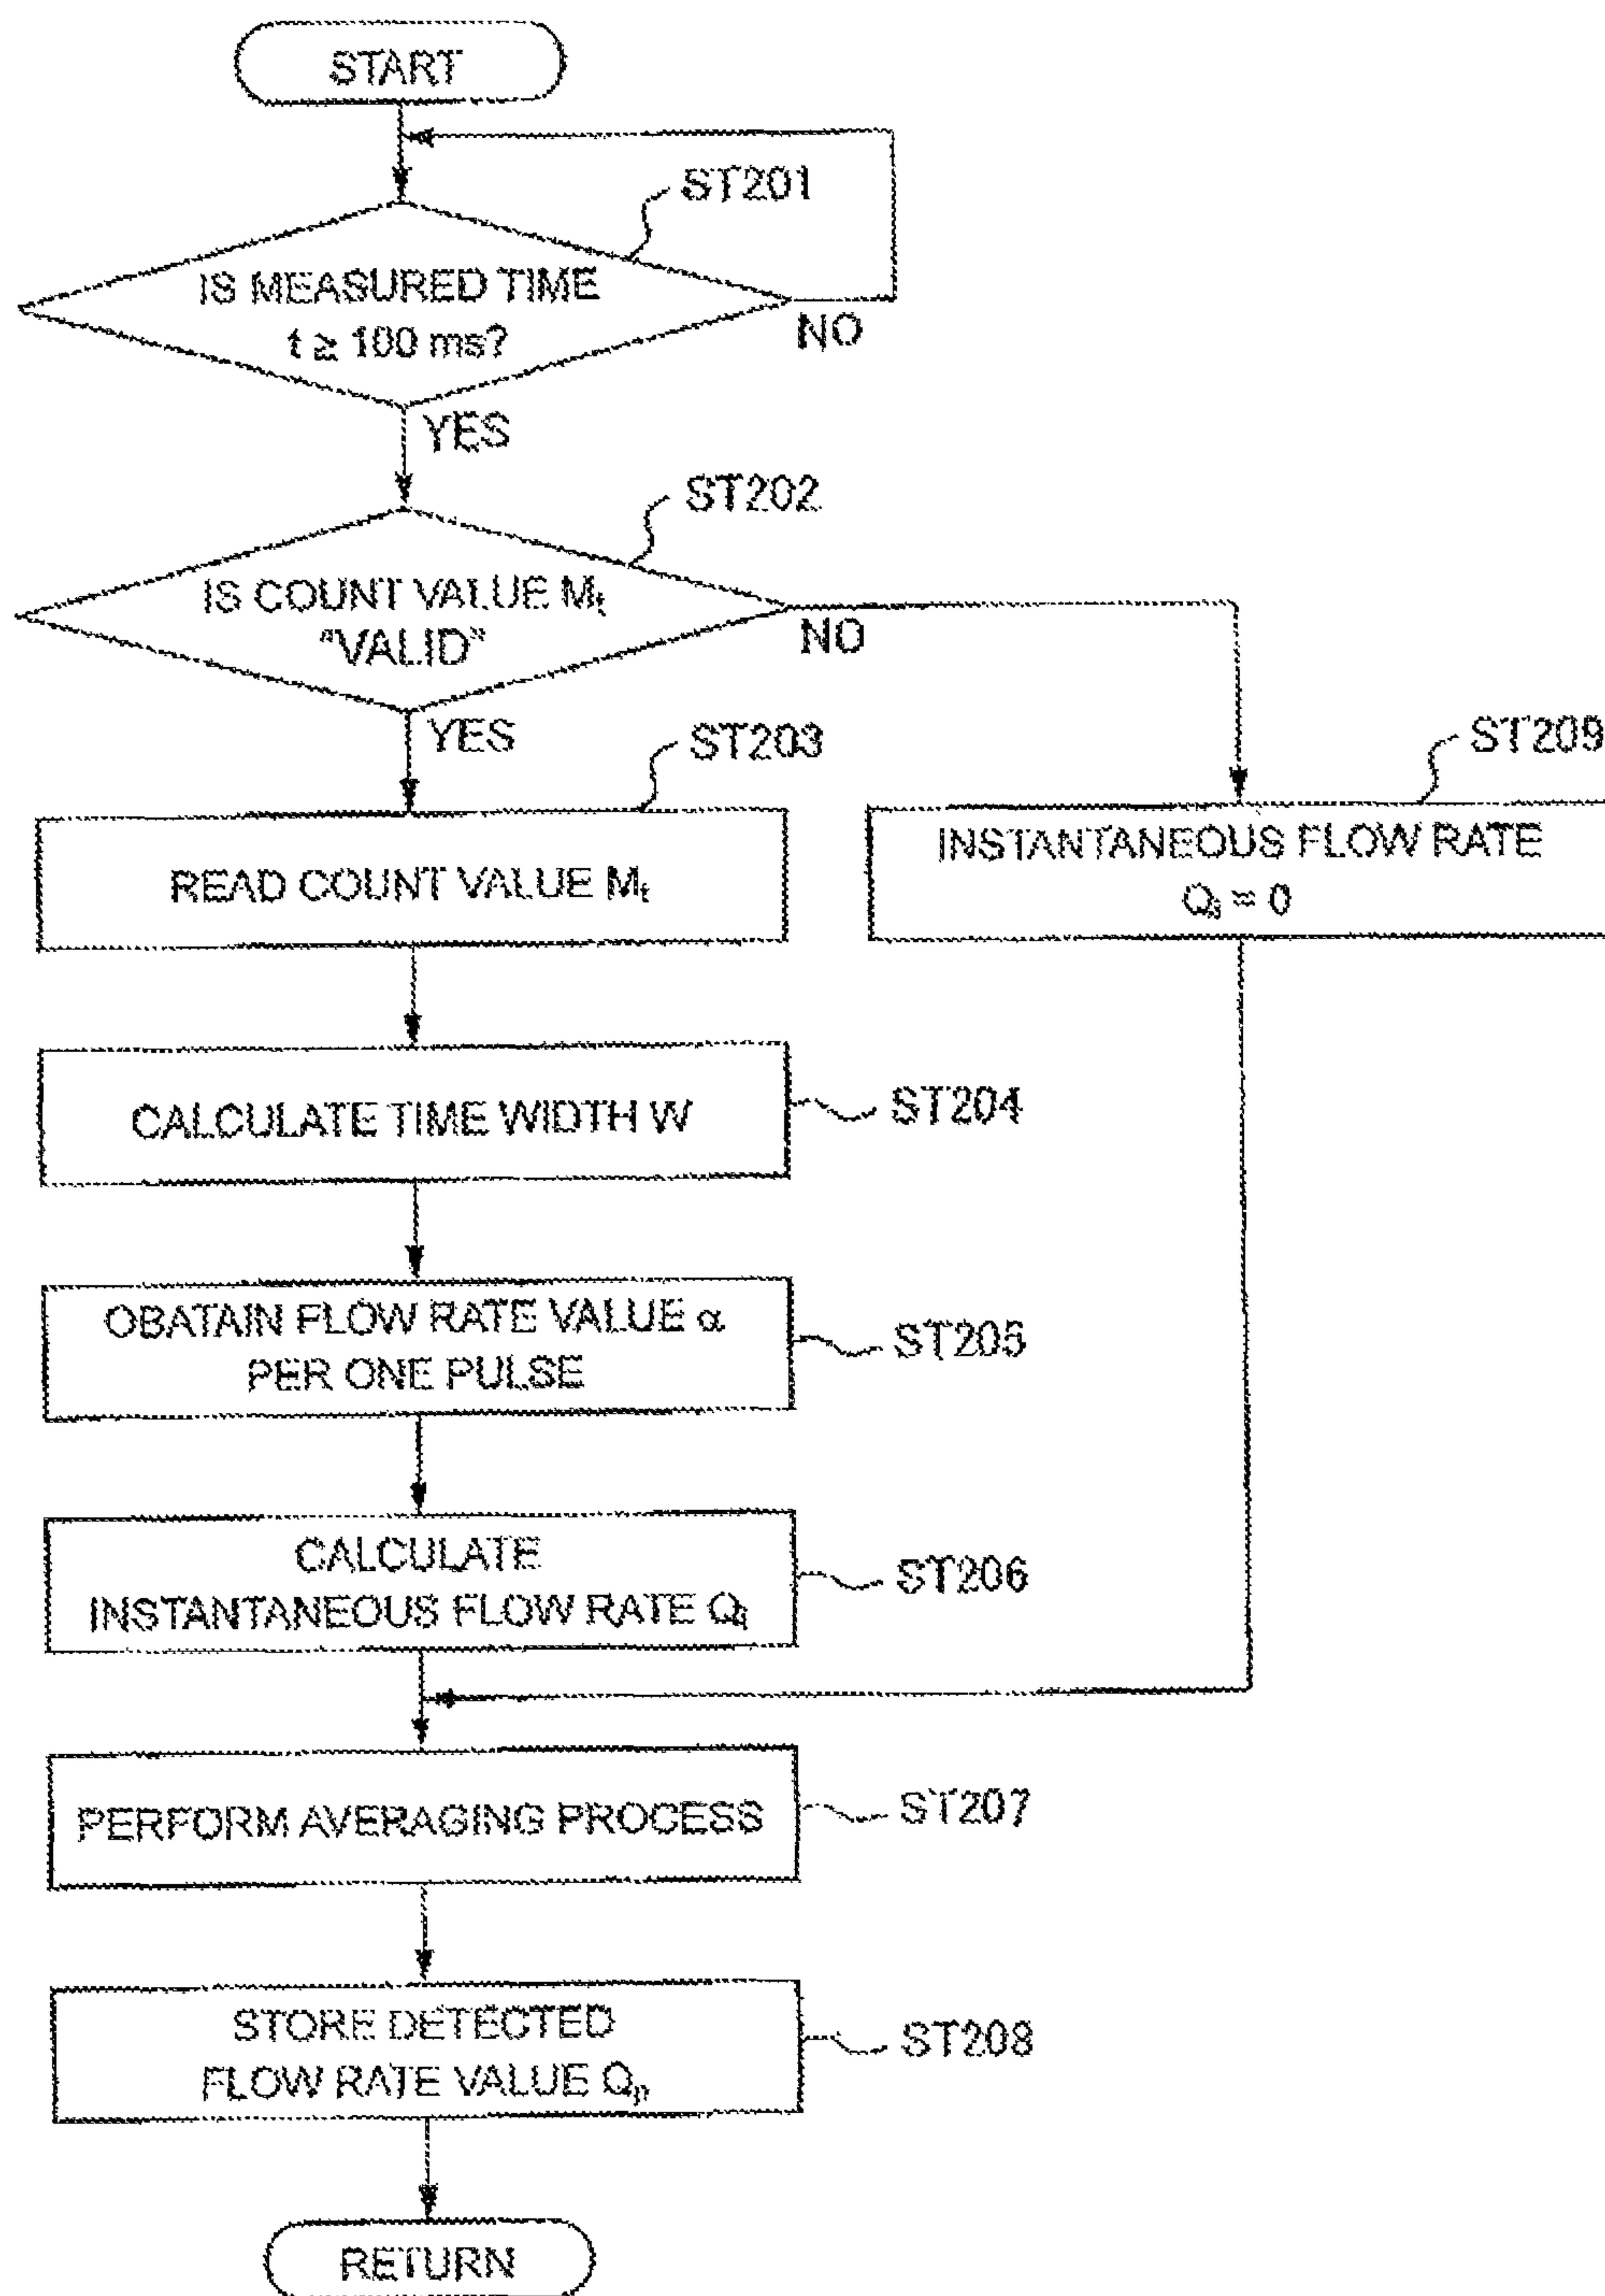 START
ST201
IS MEASURED TIME
t ≧ 100 ms?
NO
YES
ST202
IS COUNT VALUE Mt
"VALID"
NO
YES
ST203
ST209
READ COUNT VALUE Mt
INSTANTANEOUS FLOW RATE
Qi = 0
CALCULATE TIME WIDTH W
ST204
OBATAIN FLOW RATE VALUE α
PER ONE PULSE
ST205
CALCULATE
INSTANTANEOUS FLOW RATE Qi
ST206
PERFORM AVERAGING PROCESS
ST207
STORE DETECTED
FLOW RATE VALUE Qp
ST208
RETURN